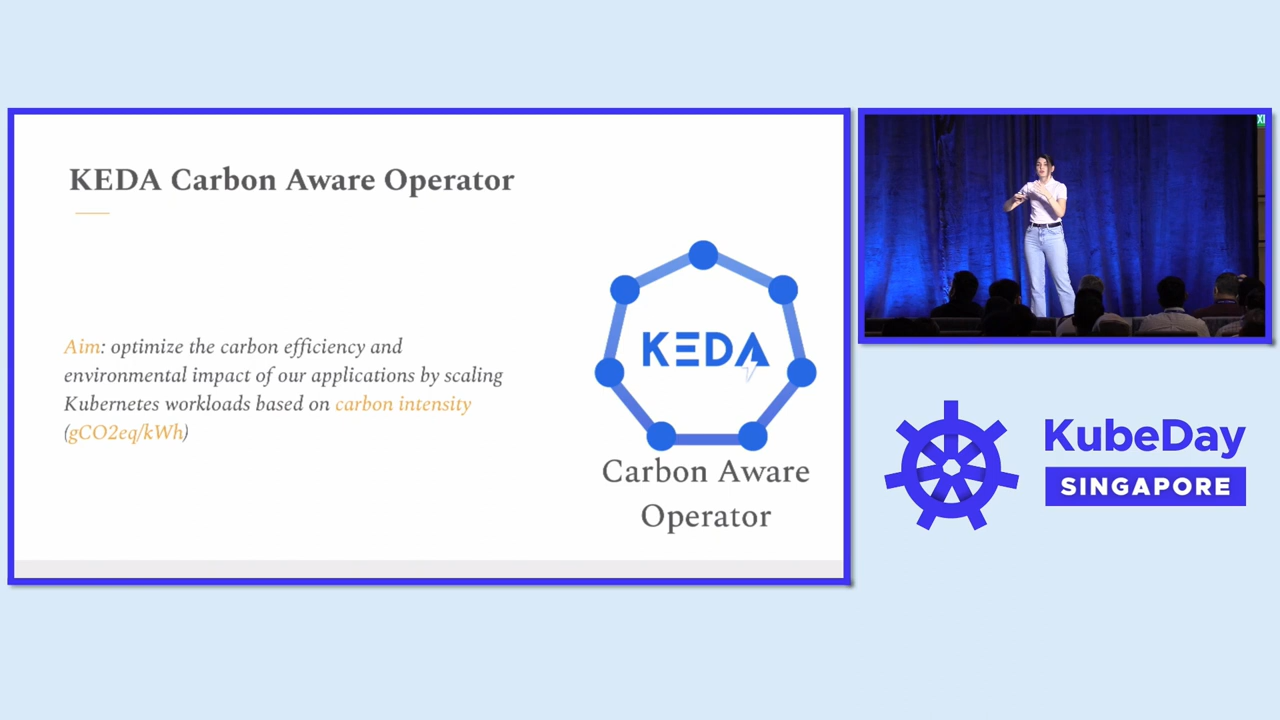 KEDA Carbon Aware Operator
Aim: optimize the carbon efficiency and
environmental impact of our applications by scaling
Kubernetes workloads based on carbon intensity
(gCO2eq/kWh)
KEDA
Carbon Aware
Operator
KubeDay
SINGAPORE